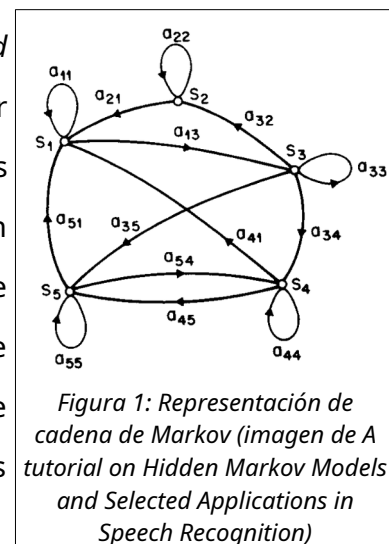 d
a22
a11
a21
S2
r
a32
S1
a13
s
S3
a33
n
a51
a35
a41
a34
e
a54
S5
S4
e
a45
a55
a44
e
Figura 1: Representación de
cadena de Markov (imagen de A
s
tutorial on Hidden Markov Models
and Selected Applications in
Speech Recognition)